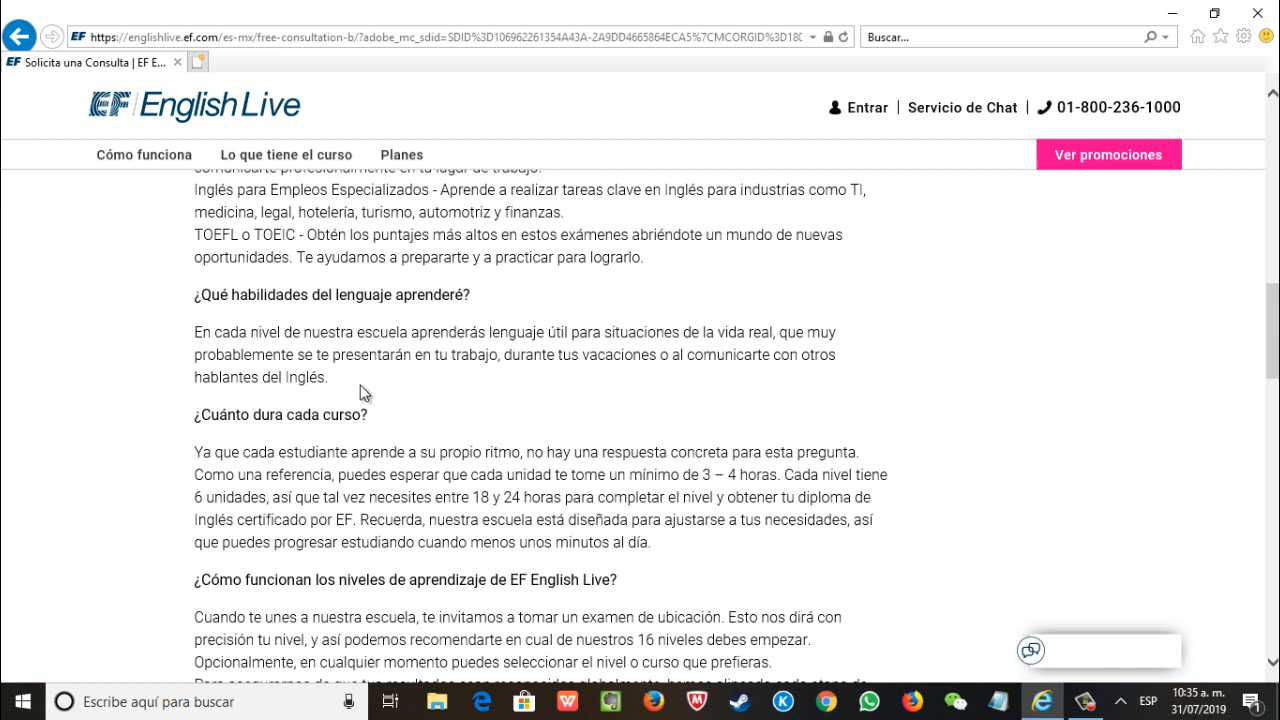 https://englishlive.ef.com/es-mx/free-consultation-b/?adobe_mc_sdid=SDID%3D106962261354A43A-2A9DD4665864ECA5%7CMCORGID%3D18C
Buscar...
EF Solicita una Consulta | EF E...
EF English Live
Entrar | Servicio de Chat | 01-800-236-1000
Cómo funciona Lo que tiene el curso Planes Ver promociones
comunicarte profesionalmente en tu lugar de trabajo.
Inglés para Empleos Especializados - Aprende a realizar tareas clave en Inglés para industrias como TI,
medicina, legal, hotelería, turismo, automotriz y finanzas.
TOEFL o TOEIC - Obtén los puntajes más altos en estos exámenes abriéndote un mundo de nuevas
oportunidades. Te ayudamos a prepararte y a practicar para lograrlo.
¿Qué habilidades del lenguaje aprenderé?
En cada nivel de nuestra escuela aprenderás lenguaje útil para situaciones de la vida real, que muy
probablemente se te presentarán en tu trabajo, durante tus vacaciones o al comunicarte con otros
hablantes del Inglés.
¿Cuánto dura cada curso?
Ya que cada estudiante aprende a su propio ritmo, no hay una respuesta concreta para esta pregunta.
Como una referencia, puedes esperar que cada unidad te tome un mínimo de 3 – 4 horas. Cada nivel tiene
6 unidades, así que tal vez necesites entre 18 y 24 horas para completar el nivel y obtener tu diploma de
Inglés certificado por EF. Recuerda, nuestra escuela está diseñada para ajustarse a tus necesidades, así
que puedes progresar estudiando cuando menos unos minutos al día.
¿Cómo funcionan los niveles de aprendizaje de EF English Live?
Cuando te unes a nuestra escuela, te invitamos a tomar un examen de ubicación. Esto nos dirá con
precisión tu nivel, y así podemos recomendarte en cual de nuestros 16 niveles debes empezar.
Opcionalmente, en cualquier momento puedes seleccionar el nivel o curso que prefieras.
Escribe aquí para buscar
ESP
10:35 a. m.
31/07/2019